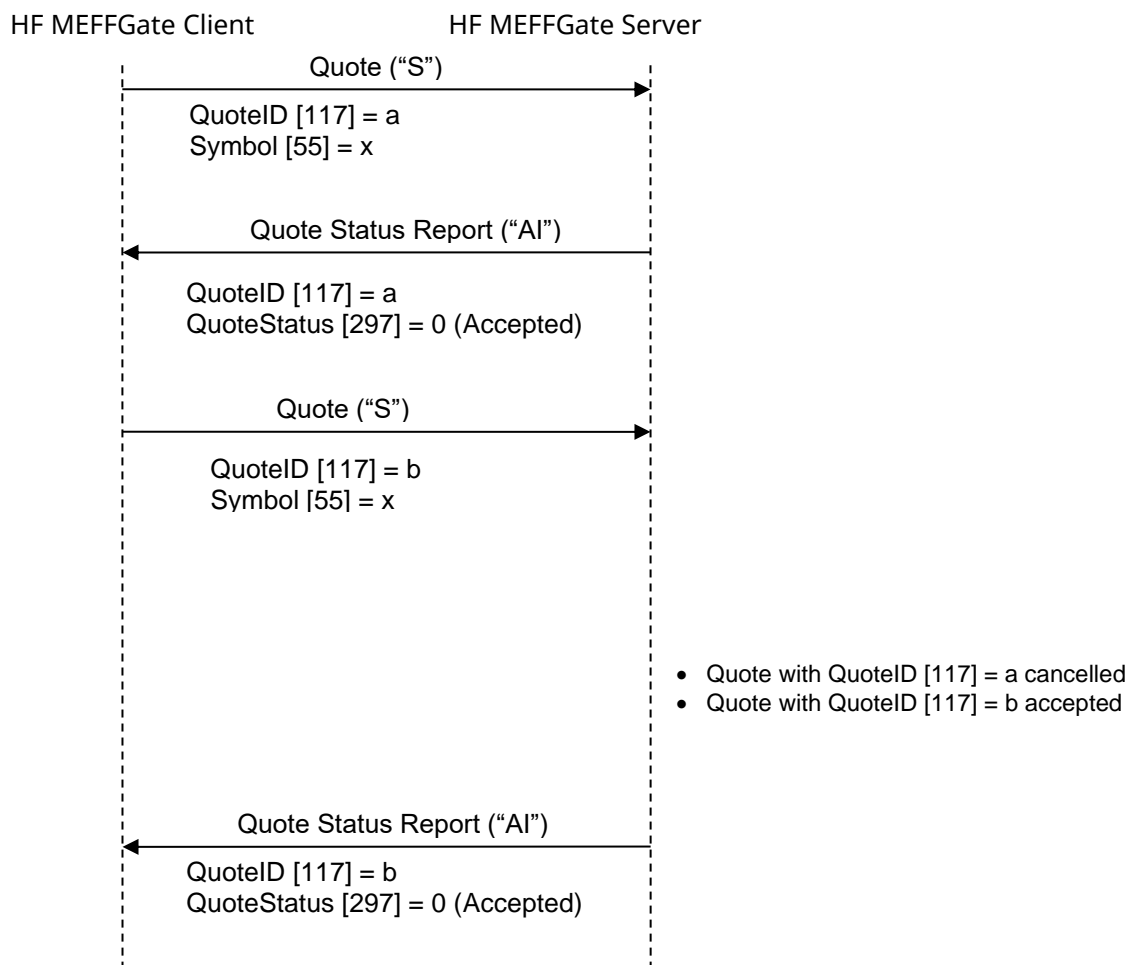 HF MEFFGate Client HF MEFFGate Server
Quote (“S”)
QuoteID [117] = a
Symbol [55] = x
Quote Status Report (“AI”)
QuoteID [117] = a
QuoteStatus [297] = 0 (Accepted)
Quote (“S”)
QuoteID [117] = b
Symbol [55] = x
• Quote with QuoteID [117] = a cancelled
• Quote with QuoteID [117] = b accepted
Quote Status Report (“AI”)
QuoteID [117] = b
QuoteStatus [297] = 0 (Accepted)